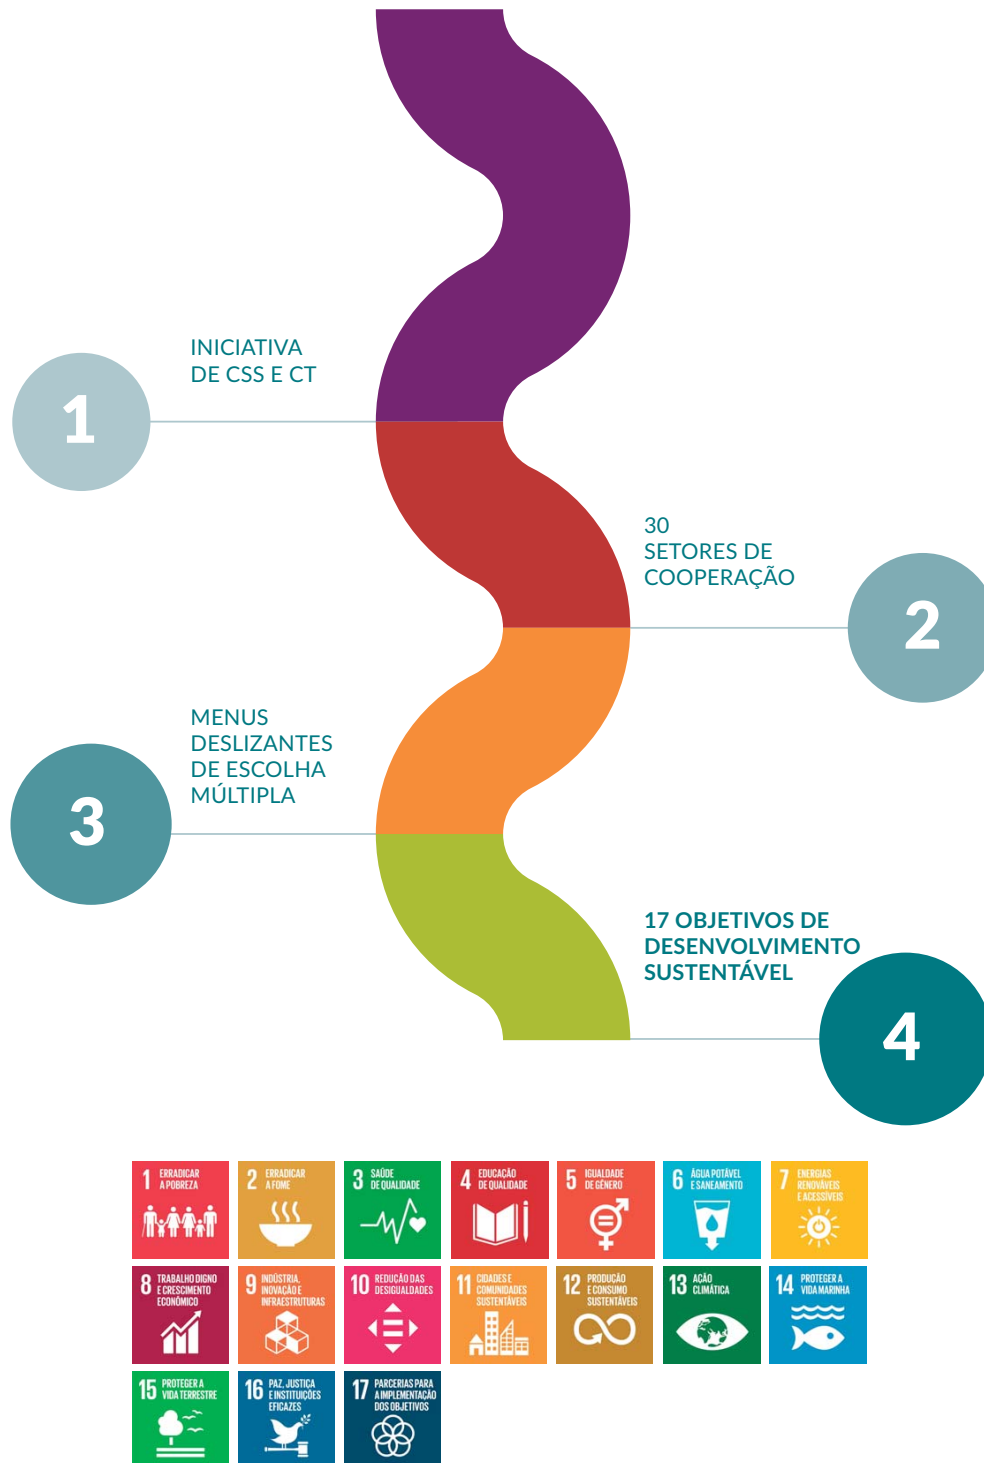 INICIATIVA
DE CSS E CT
1
30
SETORES DE
COOPERAÇÃO
2
MENUS
DESLIZANTES
DE ESCOLHA
MÚLTIPLA
3
17 OBJETIVOS DE
DESENVOLVIMENTO
SUSTENTÁVEL
4
1 ERRADICAR
A POBREZA
2 ERRADICAR
A FOME
3 SAÚDE
DE QUALIDADE
4 EDUCAÇÃO
DE QUALIDADE
5 IGUALDADE
DE GÉNERO
6 ÁGUA POTÁVEL
E SANEAMENTO
7 ENERGIAS
RENOVÁVEIS
E ACESSÍVEIS
8 TRABALHO DIGNO
E CRESCIMENTO
ECONÓMICO
9 INDÚSTRIA,
INOVAÇÃO E
INFRAESTRUTURAS
10 REDUÇÃO DAS
DESIGUALDADES
11 CIDADES E
COMUNIDADES
SUSTENTÁVEIS
12 PRODUÇÃO
E CONSUMO
SUSTENTÁVEIS
13 AÇÃO
CLIMÁTICA
14 PROTEGER A
VIDA MARINHA
15 PROTEGER A
VIDA TERRESTRE
16 PAZ, JUSTIÇA
E INSTITUIÇÕES
EFICAZES
17 PARCERIAS PARA
A IMPLEMENTAÇÃO
DOS OBJETIVOS